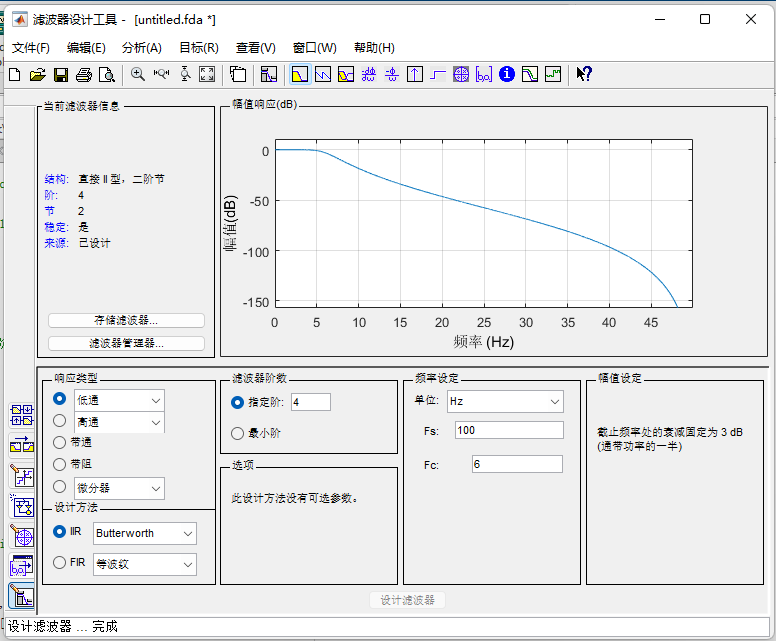 滤波器设计工具 - [untitled.fda *]
文件(F) 编辑(E) 分析(A) 目标(R) 查看(V) 窗口(W) 帮助(H)
当前滤波器信息
结构: 直接 II 型, 二阶节
阶: 4
节 2
稳定: 是
来源: 已设计
存储滤波器...
滤波器管理器...
幅值响应(dB)
幅值(dB)
0
-50
-100
-150
0 5 10 15 20 25 30 35 40 45
频率 (Hz)
响应类型
低通
高通
带通
带阻
微分器
设计方法
IIR Butterworth
FIR 等波纹
滤波器阶数
指定阶: 4
最小阶
选项
此设计方法没有可选参数。
频率设定
单位: Hz
Fs: 100
Fc: 6
幅值设定
截止频率处的衰减固定为 3 dB
(通带功率的一半)
设计滤波器
设计滤波器 ... 完成